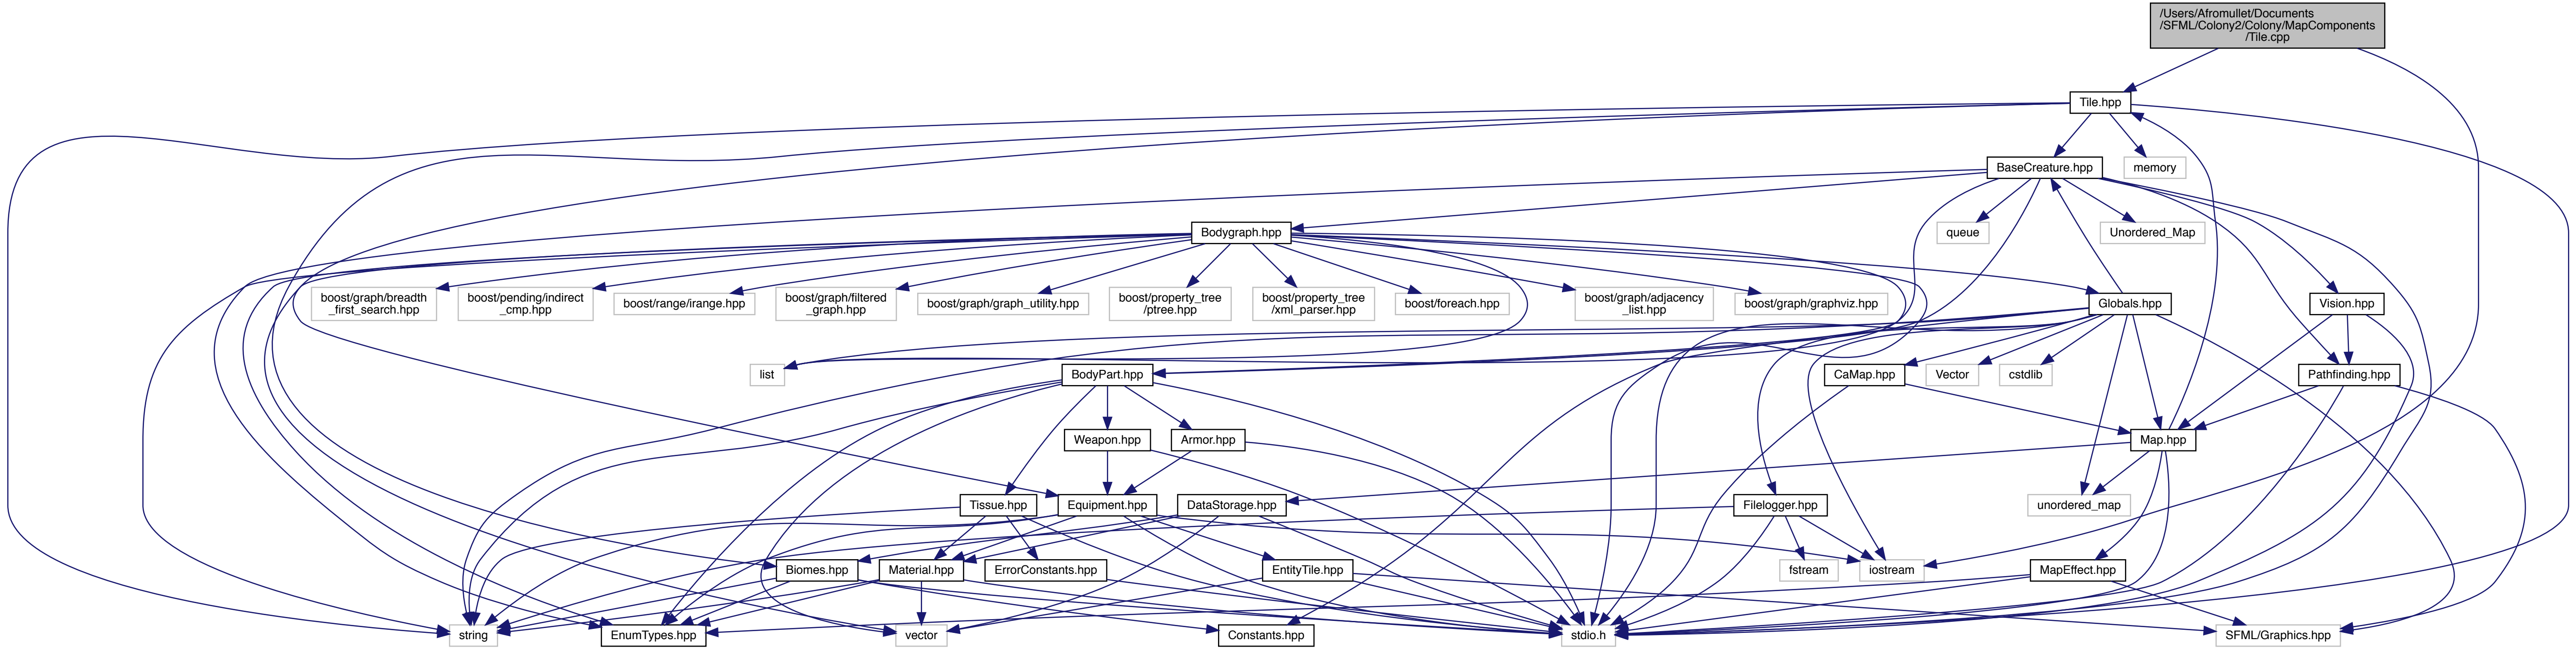 /Users/Afromullet/Documents
/SFML/Colony2/Colony/MapComponents
/Tile.cpp
Tile.hpp
BaseCreature.hpp
memory
Bodygraph.hpp
queue
Unordered_Map
boost/graph/breadth
_first_search.hpp
boost/pending/indirect
_cmp.hpp
boost/range/irange.hpp
boost/graph/filtered
_graph.hpp
boost/graph/graph_utility.hpp
boost/property_tree
/ptree.hpp
boost/property_tree
/xml_parser.hpp
boost/foreach.hpp
boost/graph/adjacency
_list.hpp
boost/graph/graphviz.hpp
Globals.hpp
Vision.hpp
list
BodyPart.hpp
CaMap.hpp
Vector
cstdlib
Pathfinding.hpp
Weapon.hpp
Armor.hpp
Map.hpp
Tissue.hpp
Equipment.hpp
DataStorage.hpp
Filelogger.hpp
unordered_map
Biomes.hpp
Material.hpp
ErrorConstants.hpp
EntityTile.hpp
fstream
iostream
MapEffect.hpp
string
EnumTypes.hpp
vector
Constants.hpp
stdio.h
SFML/Graphics.hpp